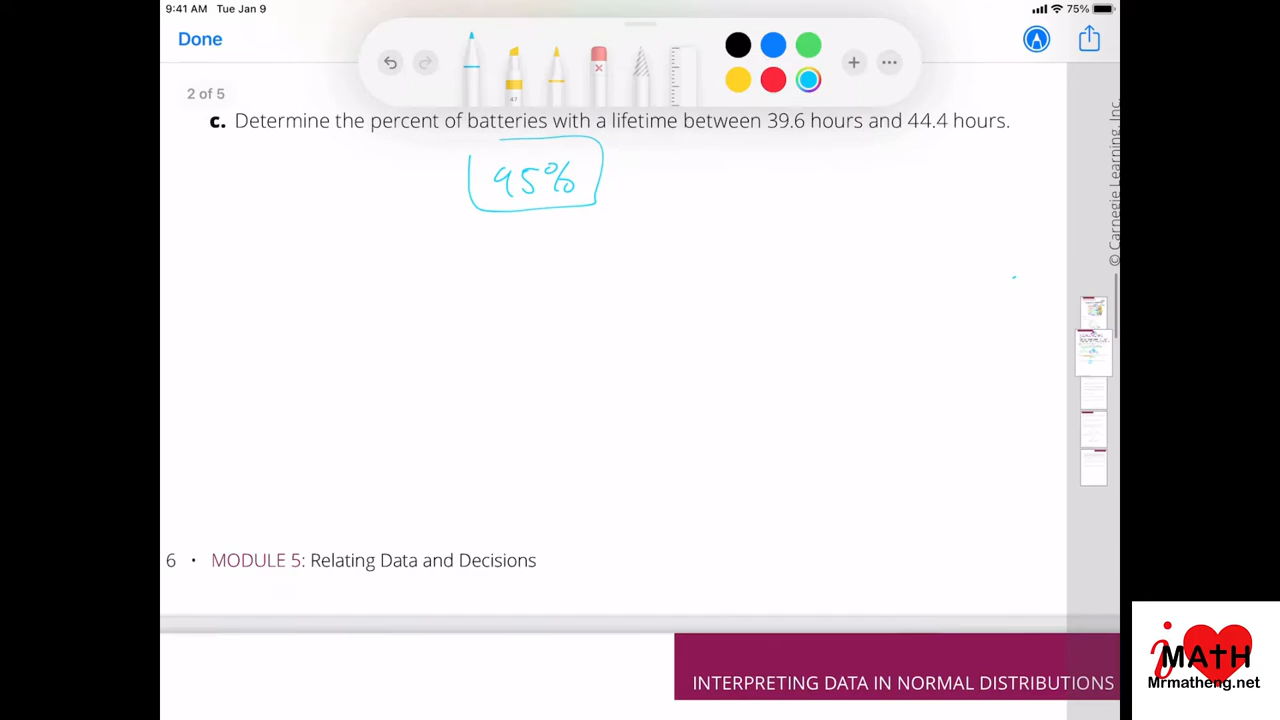 9:41 AM Tue Jan 9
75%
Done
4.7
2 of 5
c. Determine the percent of batteries with a lifetime between 39.6 hours and 44.4 hours.
95%
© Carnegie Learning, Inc.
6 • MODULE 5: Relating Data and Decisions
INTERPRETING DATA IN NORMAL DISTRIBUTIONS
i
MATH
Mrmatheng.net